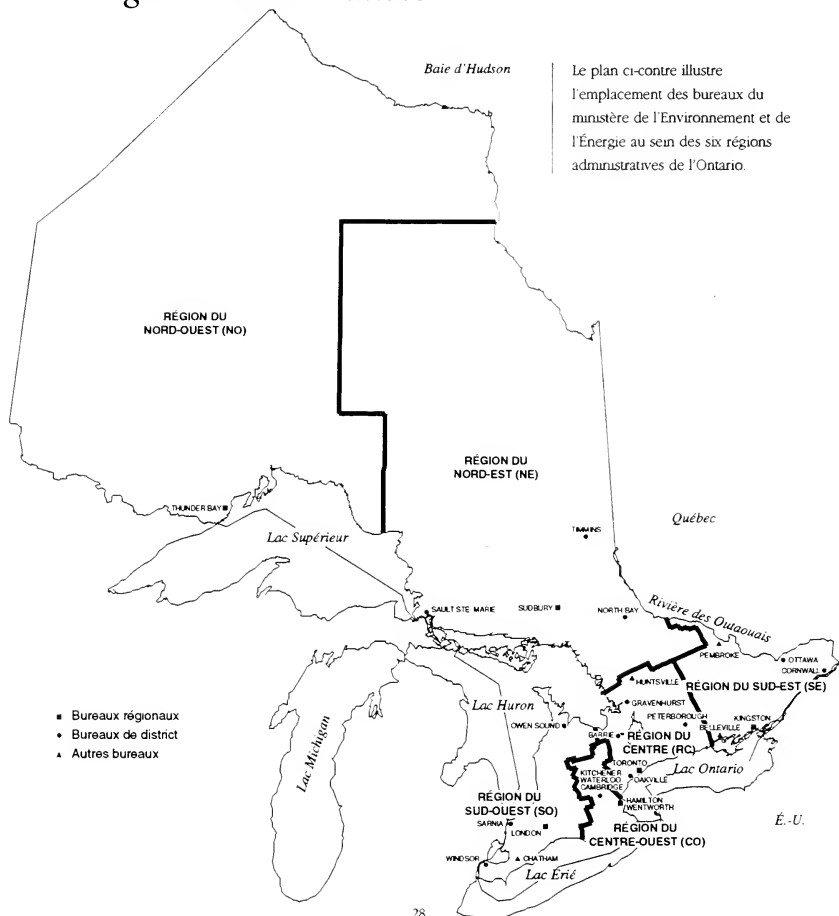 Baie d'Hudson
Le plan ci-contre illustre
l'emplacement des bureaux du
ministère de l'Environnement et de
l'Énergie au sein des six régions
administratives de l'Ontario.
RÉGION DU
NORD-OUEST (NO)
RÉGION DU
NORD-EST (NE)
THUNDER BAY
Lac Supérieur
TIMMINS
Québec
SAULT STE MARIE
SUDBURY
NORTH BAY
Rivière des Outaouais
PEMBROKE
OTTAWA
CORNWALL
HUNTSVILLE
RÉGION DU SUD-EST (SE)
Lac Huron
GRAVENHURST
OWEN SOUND
PETERBOROUGH
KINGSTON
BELLEVILLE
BARRIE
RÉGION DU
CENTRE (RC)
■ Bureaux régionaux
● Bureaux de district
▲ Autres bureaux
Lac Michigan
TORONTO
Lac Ontario
KITCHENER
WATERLOO
CAMBRIDGE
OAKVILLE
RÉGION DU
SUD-OUEST (SO)
HAMILTON
WENTWORTH
SARNIA
LONDON
É.-U.
RÉGION DU
CENTRE-OUEST (CO)
WINDSOR
CHATHAM
Lac Érié
28